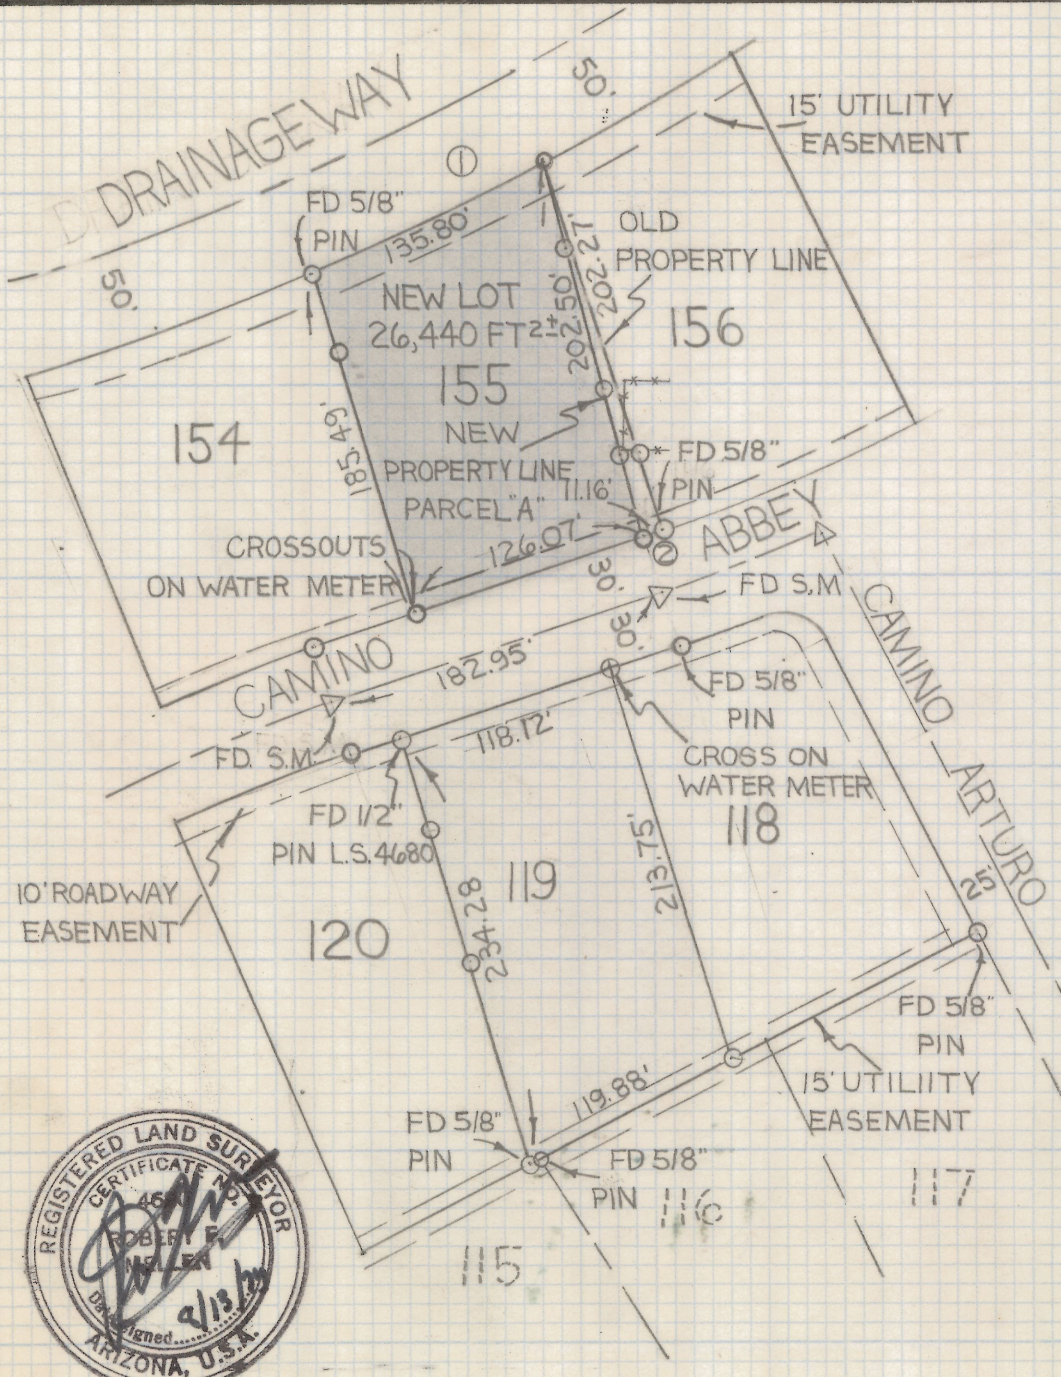 DRAINAGEWAY
50'
50'
1
15' UTILITY
EASEMENT
FD 5/8"
PIN
135.80'
OLD
PROPERTY LINE
NEW LOT
26,440 FT²±
155
202.27'
202.50'
156
154
185.49'
NEW
PROPERTY LINE
PARCEL "A"
11.16'
FD 5/8"
PIN
126.07'
CROSSOUTS
ON WATER METER
2
CAMINO ABBEY
30'
30'
FD S.M
182.95'
FD. S.M.
FD 5/8"
PIN
CAMINO ARTURO
118.12'
CROSS ON
WATER METER
118
FD 1/2"
PIN L.S. 4680
213.75'
119
234.28
120
10' ROADWAY
EASEMENT
25'
FD 5/8"
PIN
15' UTILIITY
EASEMENT
119.88'
FD 5/8"
PIN
FD 5/8"
PIN
116
117
115
REGISTERED LAND SURVEYOR
CERTIFICATE NO.
ROBERT F.
ARIZONA, U.S.A.